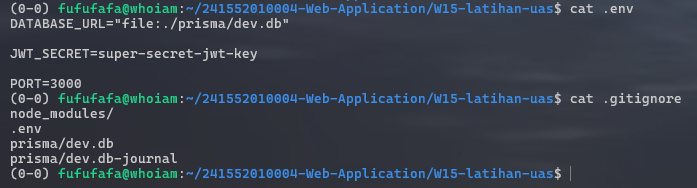 (0-0) fufufafa@whoiam:~/241552010004-Web-Application/W15-latihan-uas$ cat .env
DATABASE_URL="file:./prisma/dev.db"
JWT_SECRET=super-secret-jwt-key
PORT=3000
(0-0) fufufafa@whoiam:~/241552010004-Web-Application/W15-latihan-uas$ cat .gitignore
node_modules/
.env
prisma/dev.db
prisma/dev.db-journal
(0-0) fufufafa@whoiam:~/241552010004-Web-Application/W15-latihan-uas$